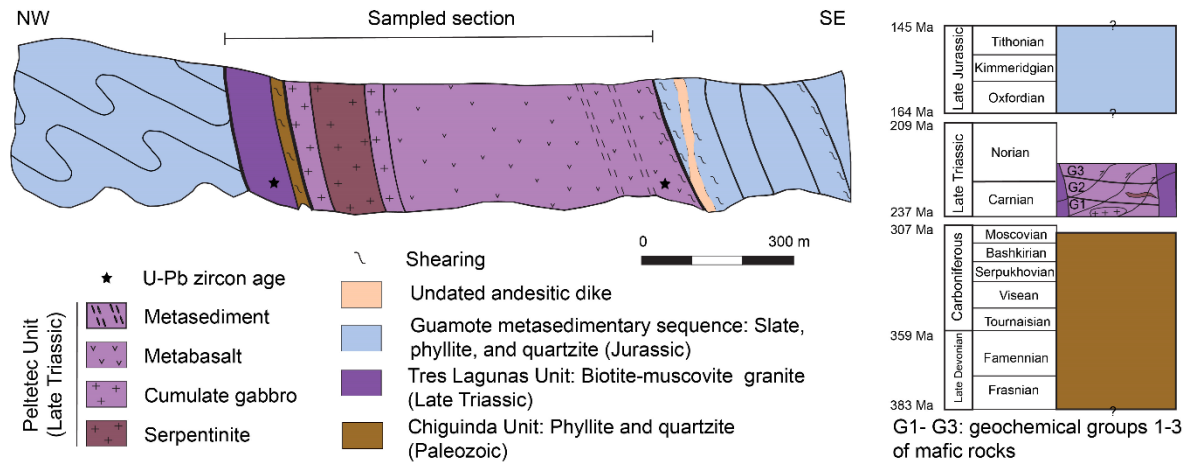 NW
Sampled section
SE
0
300 m
U-Pb zircon age
Peltetec Unit
(Late Triassic)
Metasediment
Metabasalt
Cumulate gabbro
Serpentinite
Shearing
Undated andesitic dike
Guamote metasedimentary sequence: Slate,
phyllite, and quartzite (Jurassic)
Tres Lagunas Unit: Biotite-muscovite granite
(Late Triassic)
Chiguinda Unit: Phyllite and quartzite
(Paleozoic)
145 Ma
Late Jurassic
Tithonian
Kimmeridgian
Oxfordian
164 Ma
?
?
209 Ma
Late Triassic
Norian
Carnian
237 Ma
G3
G2
G1
307 Ma
Carboniferous
Moscovian
Bashkirian
Serpukhovian
Visean
Tournaisian
359 Ma
Late Devonian
Famennian
Frasnian
383 Ma
?
G1- G3: geochemical groups 1-3
of mafic rocks